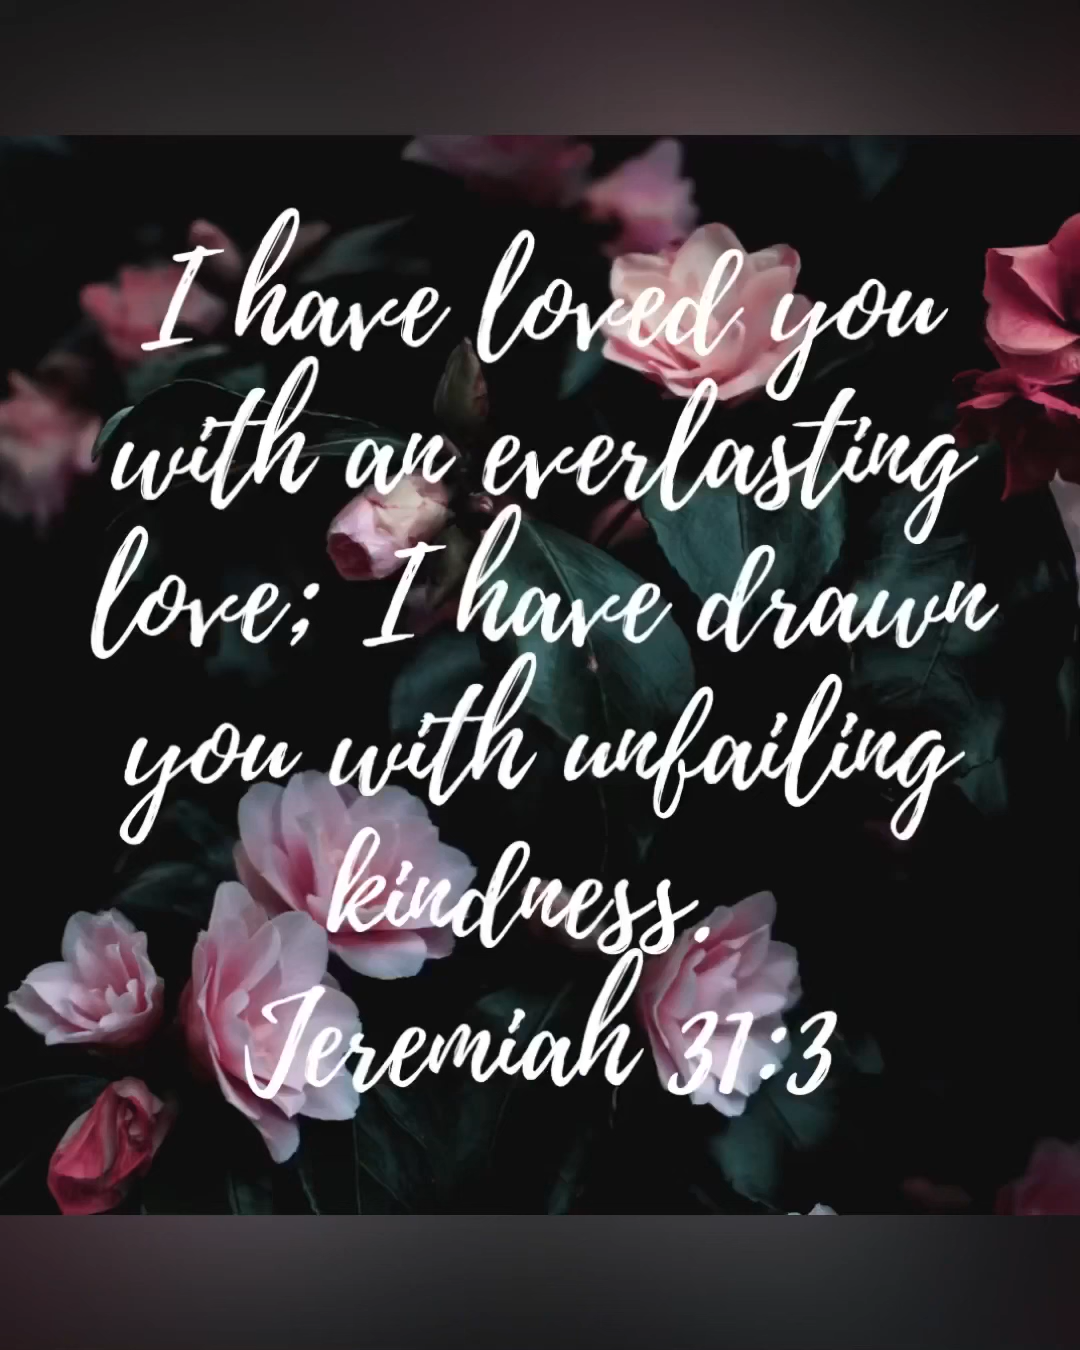 I have loved you
with an everlasting
love; I have drawn
you with unfailing
kindness.
Jeremiah 31:3